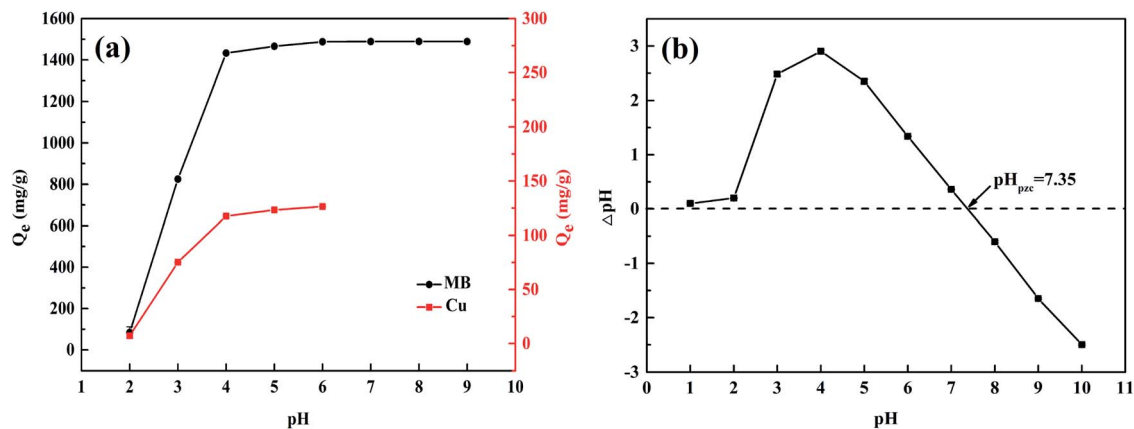 (a)
1600
1400
1200
1000
800
600
400
200
0
Qe (mg/g)
300
250
200
150
100
50
0
Qe (mg/g)
MB
Cu
1 2 3 4 5 6 7 8 9 10
pH
(b)
3
2
1
0
-1
-2
-3
△pH
pHpzc=7.35
0 1 2 3 4 5 6 7 8 9 10 11
pH